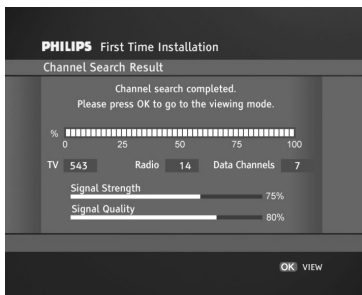 PHILIPS First Time Installation
Channel Search Result
Channel search completed.
Please press OK to go to the viewing mode.
%
0 25 50 75 100
TV 543 Radio 14 Data Channels 7
Signal Strength
75%
Signal Quality
80%
OK VIEW